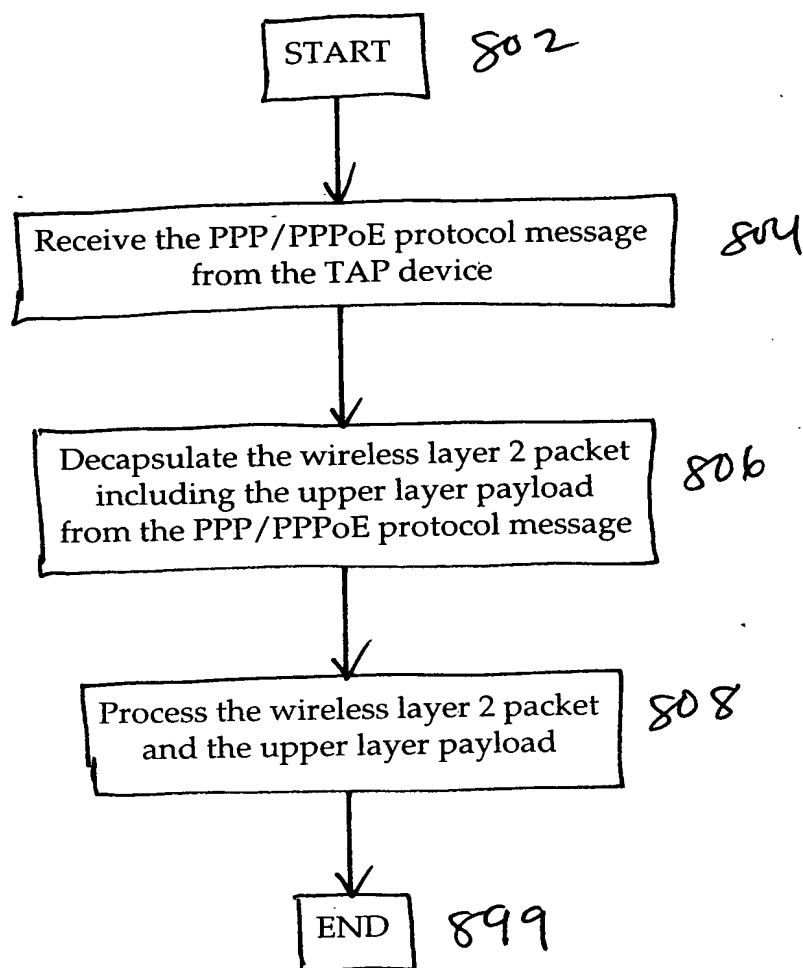 START 802
Receive the PPP/PPPoE protocol message 804
from the TAP device
Decapsulate the wireless layer 2 packet
including the upper layer payload 806
from the PPP/PPPoE protocol message
Process the wireless layer 2 packet 808
and the upper layer payload
END 899